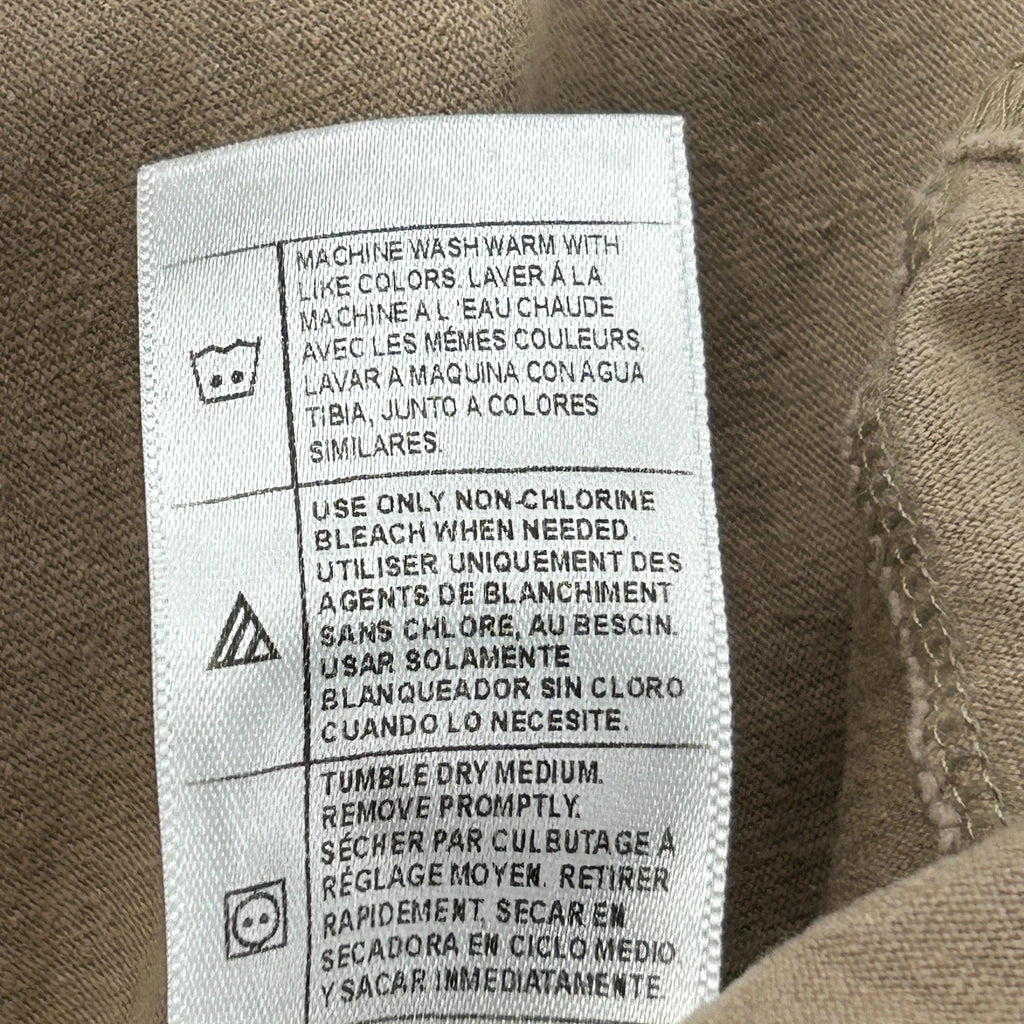 MACHINE WASH WARM WITH
LIKE COLORS. LAVER Á LA
MACHINE A L'EAU CHAUDE
AVEC LES MÉMES COULEURS.
LAVAR A MAQUINA CON AGUA
TIBIA, JUNTO A COLORES
SIMILARES.
USE ONLY NON-CHLORINE
BLEACH WHEN NEEDED.
UTILISER UNIQUEMENT DES
AGENTS DE BLANCHIMENT
SANS CHLORE, AU BESCIN.
USAR SOLAMENTE
BLANQUEADOR SIN CLORO
CUANDO LO NECESITE.
TUMBLE DRY MEDIUM.
REMOVE PROMPTLY.
SÉCHER PAR CULBUTAGE Á
RÉGLAGE MOYEN. RETIRER
RAPIDEMENT. SECAR EN
SECADORA EN CICLO MEDIO
Y SACAR IMMEDIATAMENTE.